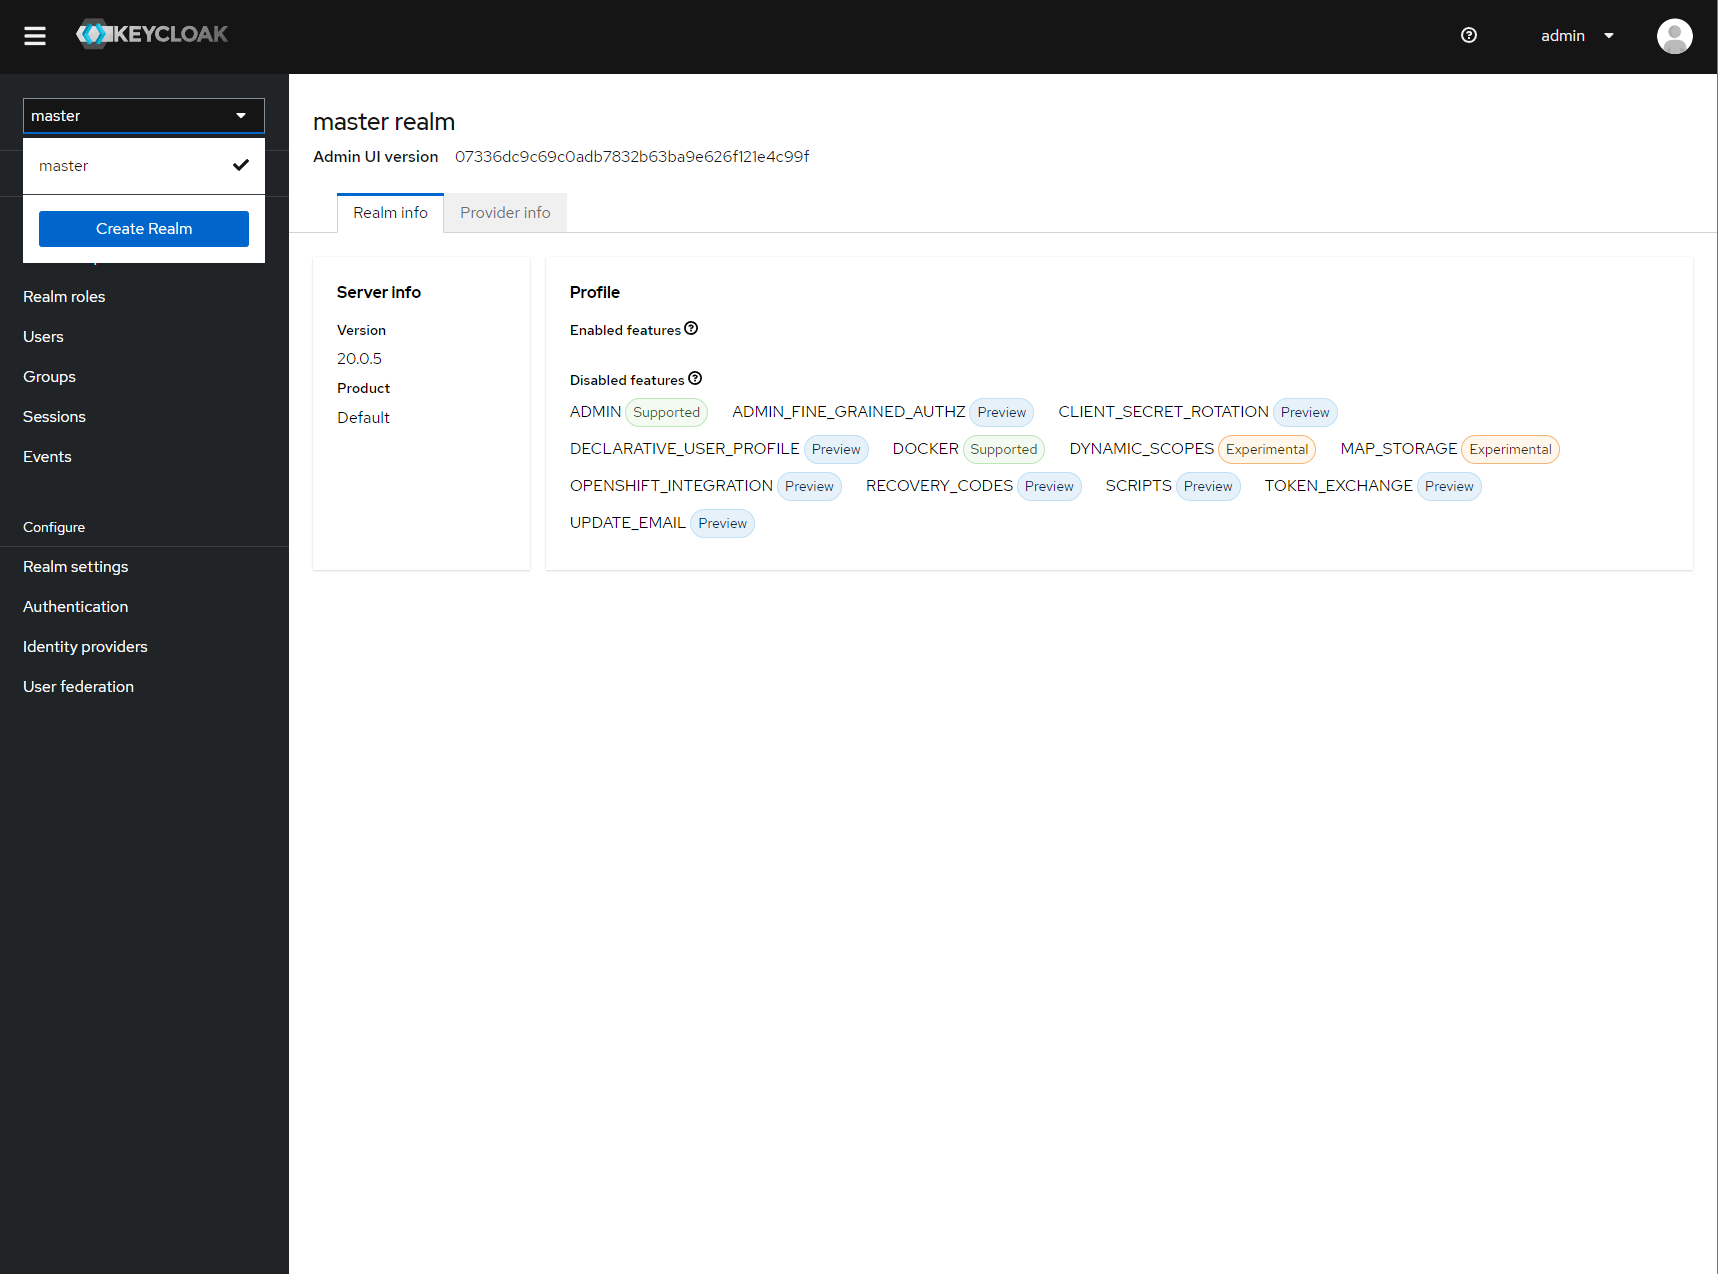 KEYCLOAK
admin
master
master
Create Realm
Realm roles
Users
Groups
Sessions
Events
Configure
Realm settings
Authentication
Identity providers
User federation
master realm
Admin UI version 07336dc9c69c0adb7832b63ba9e626f121e4c99f
Realm info Provider info
Server info
Version
20.0.5
Product
Default
Profile
Enabled features
Disabled features
ADMIN Supported ADMIN_FINE_GRAINED_AUTHZ Preview CLIENT_SECRET_ROTATION Preview
DECLARATIVE_USER_PROFILE Preview DOCKER Supported DYNAMIC_SCOPES Experimental MAP_STORAGE Experimental
OPENSHIFT_INTEGRATION Preview RECOVERY_CODES Preview SCRIPTS Preview TOKEN_EXCHANGE Preview
UPDATE_EMAIL Preview